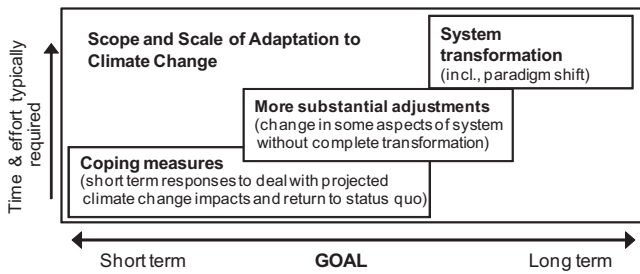 Scope and Scale of Adaptation to
Climate Change
System
transformation
(incl., paradigm shift)
More substantial adjustments
(change in some aspects of system
without complete transformation)
Coping measures
(short term responses to deal with projected
climate change impacts and return to status quo)
Time & effort typically
required
Short term
GOAL
Long term